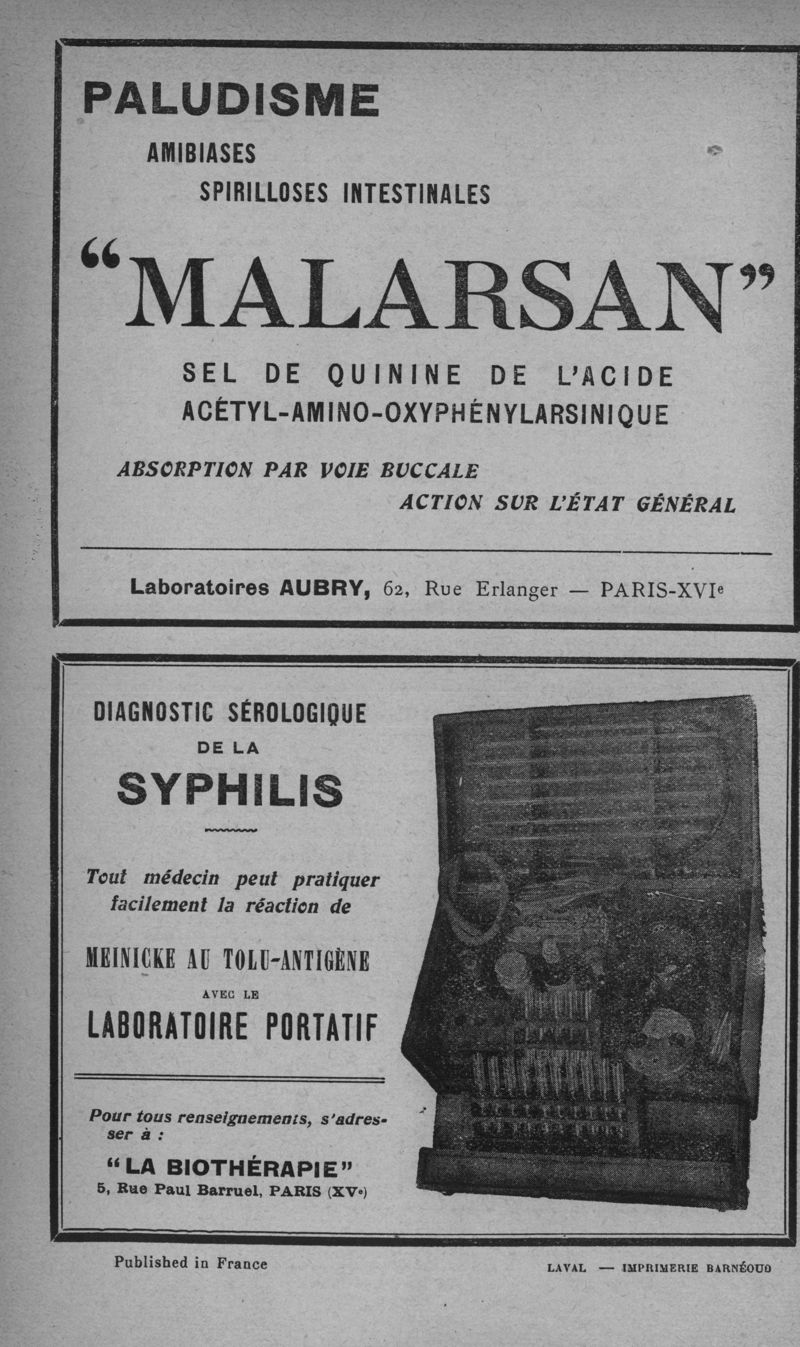 PALUDISME
AMIBIASES
SPIRILLOSES INTESTINALES
“MALARSAN”
SEL DE QUININE DE L’ACIDE
ACÉTYL-AMINO-OXYPHÉNYLARSINIQUE
ABSORPTION PAR VOIE BUCCALE
ACTION SUR L’ÉTAT GÉNÉRAL
Laboratoires AUBRY, 62, Rue Erlanger — PARIS-XVIe
DIAGNOSTIC SÉROLOGIQUE
DE LA
SYPHILIS
Tout médecin peut pratiquer
facilement la réaction de
MEINICKE AU TOLU-ANTIGÈNE
AVEC LE
LABORATOIRE PORTATIF
Pour tous renseignements, s’adres-
ser à :
“LA BIOTHÉRAPIE”
5, Rue Paul Barruel, PARIS (XVe)
Published in France
LAVAL — IMPRIMERIE BARNÉOUD